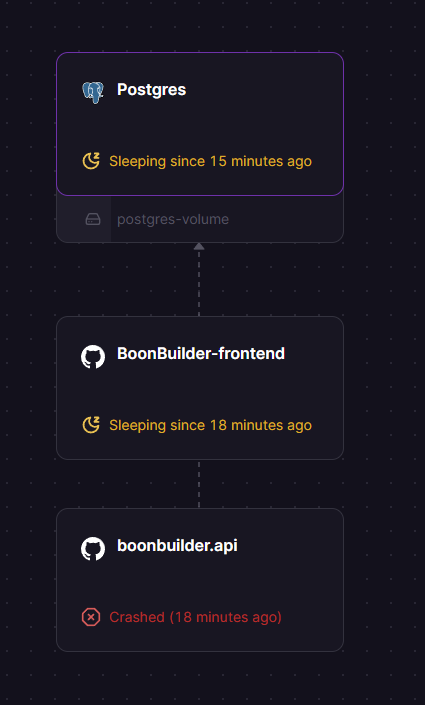 Postgres
Sleeping since 15 minutes ago
postgres-volume
BoonBuilder-frontend
Sleeping since 18 minutes ago
boonbuilder.api
Crashed (18 minutes ago)